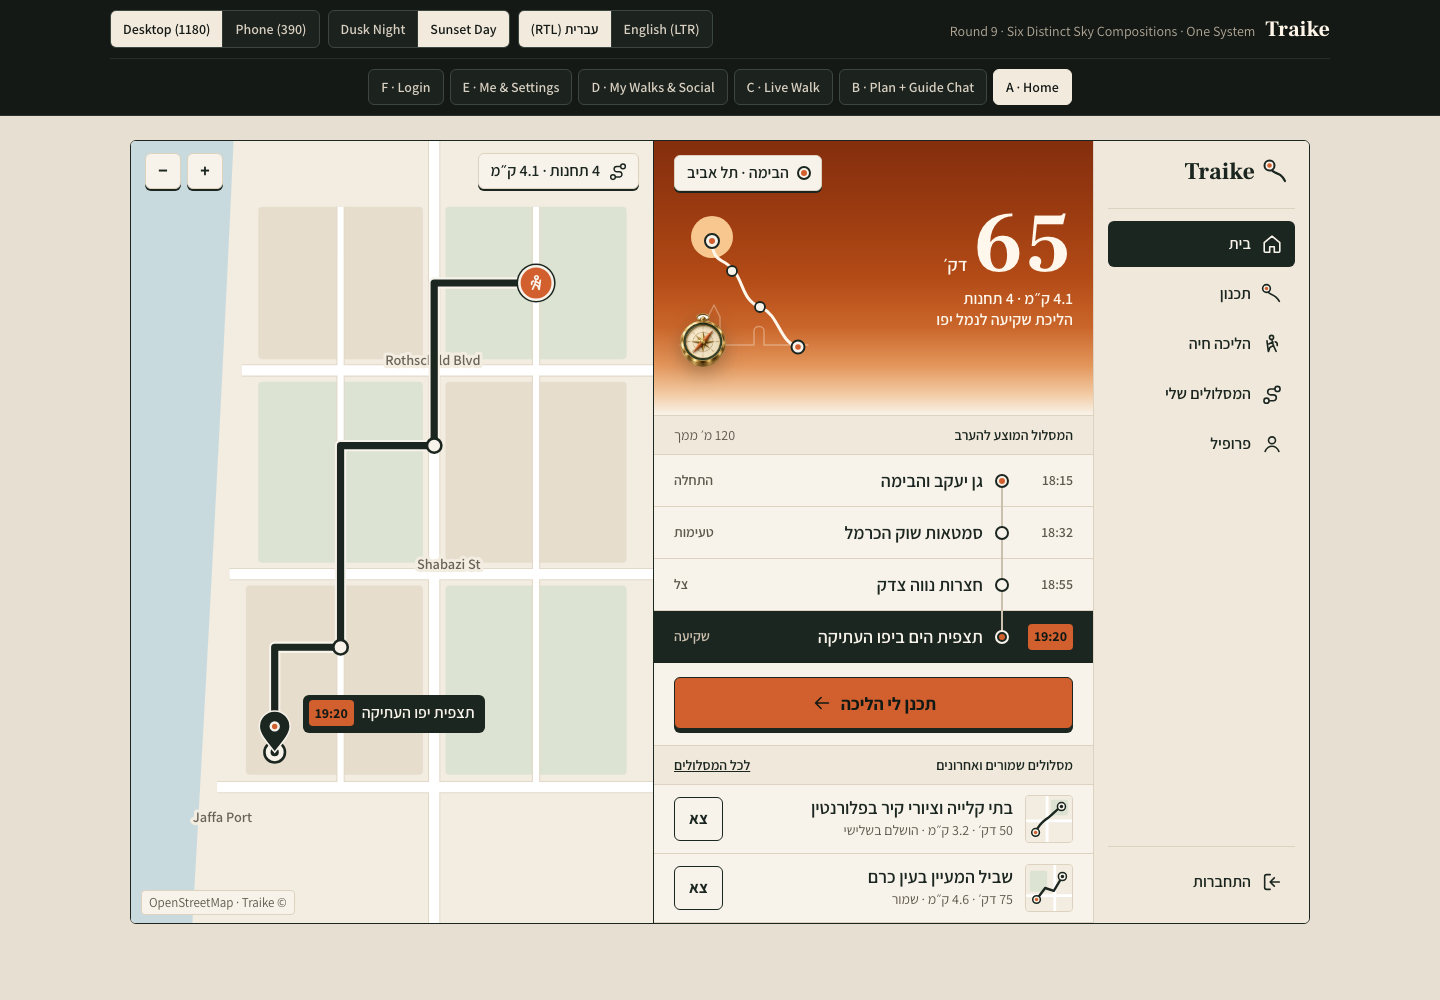 Desktop (1180)
Phone (390)
Dusk Night
Sunset Day
עברית (RTL)
English (LTR)
Round 9 · Six Distinct Sky Compositions · One System
Traike
F · Login
E · Me & Settings
D · My Walks & Social
C · Live Walk
B · Plan + Guide Chat
A · Home
Traike
בית
תכנון
הליכה חיה
המסלולים שלי
פרופיל
התחברות
הבימה · תל אביב
65 דק׳
4.1 ק״מ · 4 תחנות
הליכת שקיעה לנמל יפו
המסלול המוצע להערב
120 מ׳ ממך
18:15 גן יעקב והבימה התחלה
18:32 סמטאות שוק הכרמל טעימות
18:55 חצרות נווה צדק צל
19:20 תצפית הים ביפו העתיקה שקיעה
תכנן לי הליכה ←
מסלולים שמורים ואחרונים
לכל המסלולים
בתי קלייה וציורי קיר בפלורנטין
50 דק׳ · 3.2 ק״מ · הושלם בשלישי
צא
שביל המעיין בעין כרם
75 דק׳ · 4.6 ק״מ · שמור
צא
4 תחנות · 4.1 ק״מ
+
−
Rothschild Blvd
Shabazi St
תצפית יפו העתיקה 19:20
Jaffa Port
OpenStreetMap · Traike ©